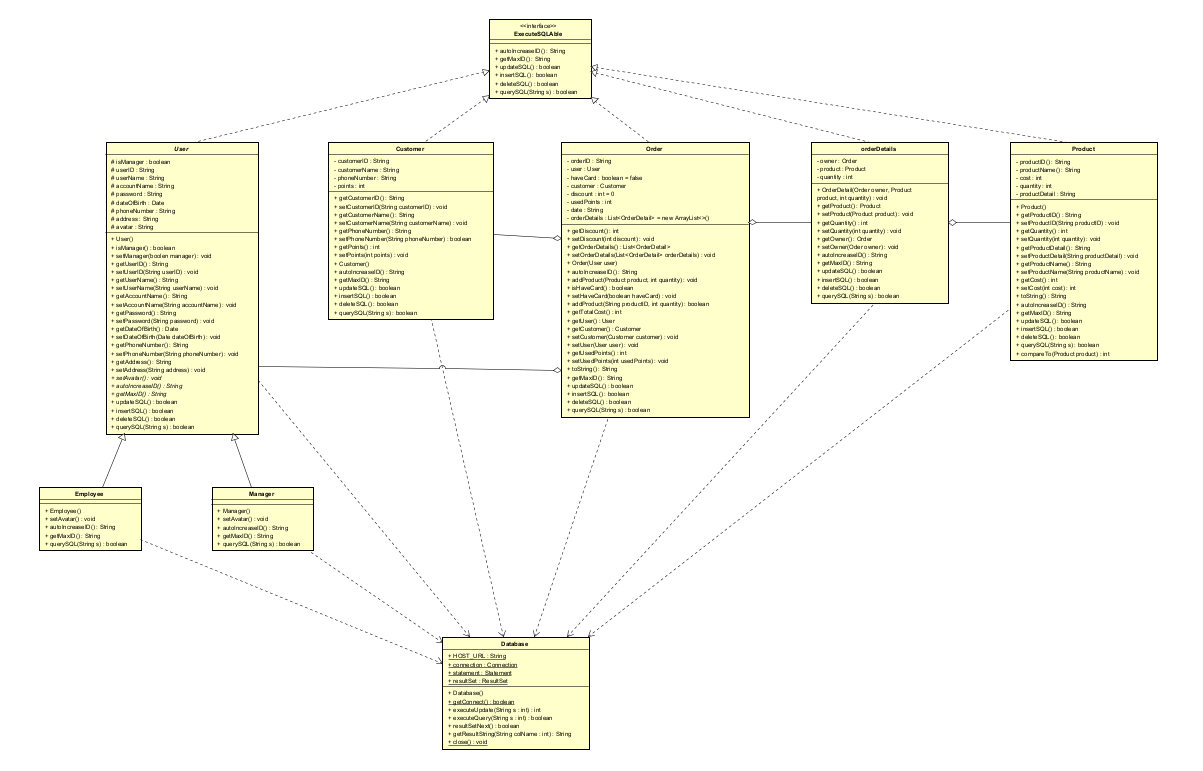 <<interface>>
ExecuteSQLAble
+ autoIncreaseID() : String
+ getMaxID() : String
+ updateSQL() : boolean
+ insertSQL() : boolean
+ deleteSQL() : boolean
+ querySQL(String s) : boolean
User
# isManager : boolean
# userID : String
# userName : String
# accountName : String
# password : String
# dateOfBirth : Date
# phoneNumber : String
# address : String
# avatar : String
+ User()
+ isManager() : boolean
+ setManager(boolen manager) : void
+ getUserID() : String
+ setUserID(String userID) : void
+ getUserName() : String
+ setUserName(String userName) : void
+ getAccountName() : String
+ setAccountName(String accountName) : void
+ getPassword() : String
+ setPassword(String password) : void
+ getDateOfBirth() : Date
+ setDateOfBirth(Date dateOfBirth) : void
+ getPhoneNumber() : String
+ setPhoneNumber(String phoneNumber) : void
+ getAddress() : String
+ setAddress(String address) : void
+ setAvatar() : void
+ autoIncreaseID() : String
+ getMaxID() : String
+ updateSQL() : boolean
+ insertSQL() : boolean
+ deleteSQL() : boolean
+ querySQL(String s) : boolean
Customer
- customerID : String
- customerName : String
- phoneNumber : String
- points : int
+ getCustomerID() : String
+ setCustomerID(String customerID) : void
+ getCustomerName() : String
+ setCustomerName(String customerName) : void
+ getPhoneNumber() : String
+ setPhoneNumber(String phoneNumber) : boolean
+ getPoints() : int
+ setPoints(int points) : void
+ Customer()
+ autoIncreaseID() : String
+ getMaxID() : String
+ updateSQL() : boolean
+ insertSQL() : boolean
+ deleteSQL() : boolean
+ querySQL(String s) : boolean
Order
- orderID : String
- user : User
- haveCard : boolean = false
- customer : Customer
- discount : int = 0
- usedPoints : int
- date : String
- orderDetails : List<OrderDetail> = new ArrayList<>()
+ getDiscount() : int
+ setDiscount(int discount) : void
+ getOrderDetails() : List<OrderDetail>
+ setOrderDetails(List<OrderDetail> orderDetails) : void
+ Order(User user)
+ autoIncreaseID() : String
+ addProduct(Product product, int quantity) : void
+ isHaveCard() : boolean
+ setHaveCard(boolean haveCard) : void
+ addProduct(String productID, int quantity) : boolean
+ getTotalCost() : int
+ getUser() : User
+ getCustomer() : Customer
+ setCustomer(Customer customer) : void
+ setUser(User user) : void
+ getUsedPoints() : int
+ setUsedPoints(int usedPoints) : void
+ toString() : String
+ getMaxID() : String
+ updateSQL() : boolean
+ insertSQL() : boolean
+ deleteSQL() : boolean
+ querySQL(String s) : boolean
orderDetails
- owner : Order
- product : Product
- quantity : int
+ OrderDetail(Order owner, Product
product, int quantity) : void
+ getProduct() : Product
+ setProduct(Product product) : void
+ getQuantity() : int
+ setQuantity(int quantity) : void
+ getOwner() : Order
+ setOwner(Order owner) : void
+ autoIncreaseID() : String
+ getMaxID() : String
+ updateSQL() : boolean
+ insertSQL() : boolean
+ deleteSQL() : boolean
+ querySQL(String s) : boolean
Product
- productID() : String
- productName() : String
- cost : int
- quantity : int
- productDetail : String
+ Product()
+ getProductID() : String
+ setProductID(String productID) : void
+ getQuantity() : int
+ setQuantity(int quantity) : void
+ getProductDetail() : String
+ setProductDetail(String productDetail) : void
+ getProductName() : String
+ setProductName(String productName) : void
+ getCost() : int
+ setCost(int cost) : int
+ toString() : String
+ autoIncreaseID() : String
+ getMaxID() : String
+ updateSQL() : boolean
+ insertSQL() : boolean
+ deleteSQL() : boolean
+ querySQL(String s) : boolean
+ compareTo(Product product) : int
Employee
+ Employee()
+ setAvatar() : void
+ autoIncreaseID() : String
+ getMaxID() : String
+ querySQL(String s) : boolean
Manager
+ Manager()
+ setAvatar() : void
+ autoIncreaseID() : String
+ getMaxID() : String
+ querySQL(String s) : boolean
Database
+ HOST_URL : String
+ connection : Connection
+ statement : Statement
+ resultSet : ResultSet
+ Database()
+ getConnect() : boolean
+ executeUpdate(String s : int) : int
+ executeQuery(String s : int) : boolean
+ resultSetNext() : boolean
+ getResultString(String colName : int) : String
+ close() : void